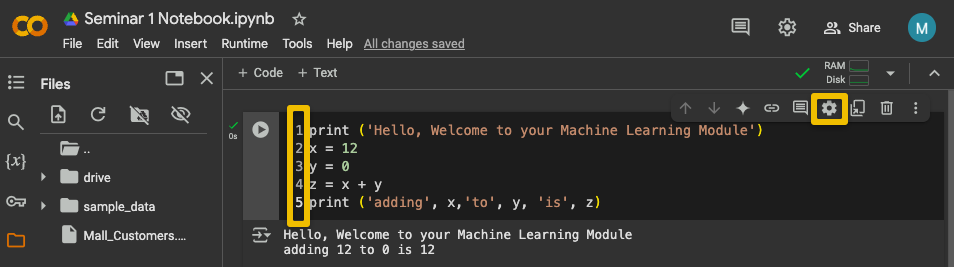 Seminar 1 Notebook.ipynb
File Edit View Insert Runtime Tools Help All changes saved
Share
M
Files
+ Code + Text
RAM
Disk
..
drive
sample_data
Mall_Customers....
{x}
0s
1 print ('Hello, Welcome to your Machine Learning Module')
2 x = 12
3 y = 0
4 z = x + y
5 print ('adding', x,'to', y, 'is', z)
Hello, Welcome to your Machine Learning Module
adding 12 to 0 is 12